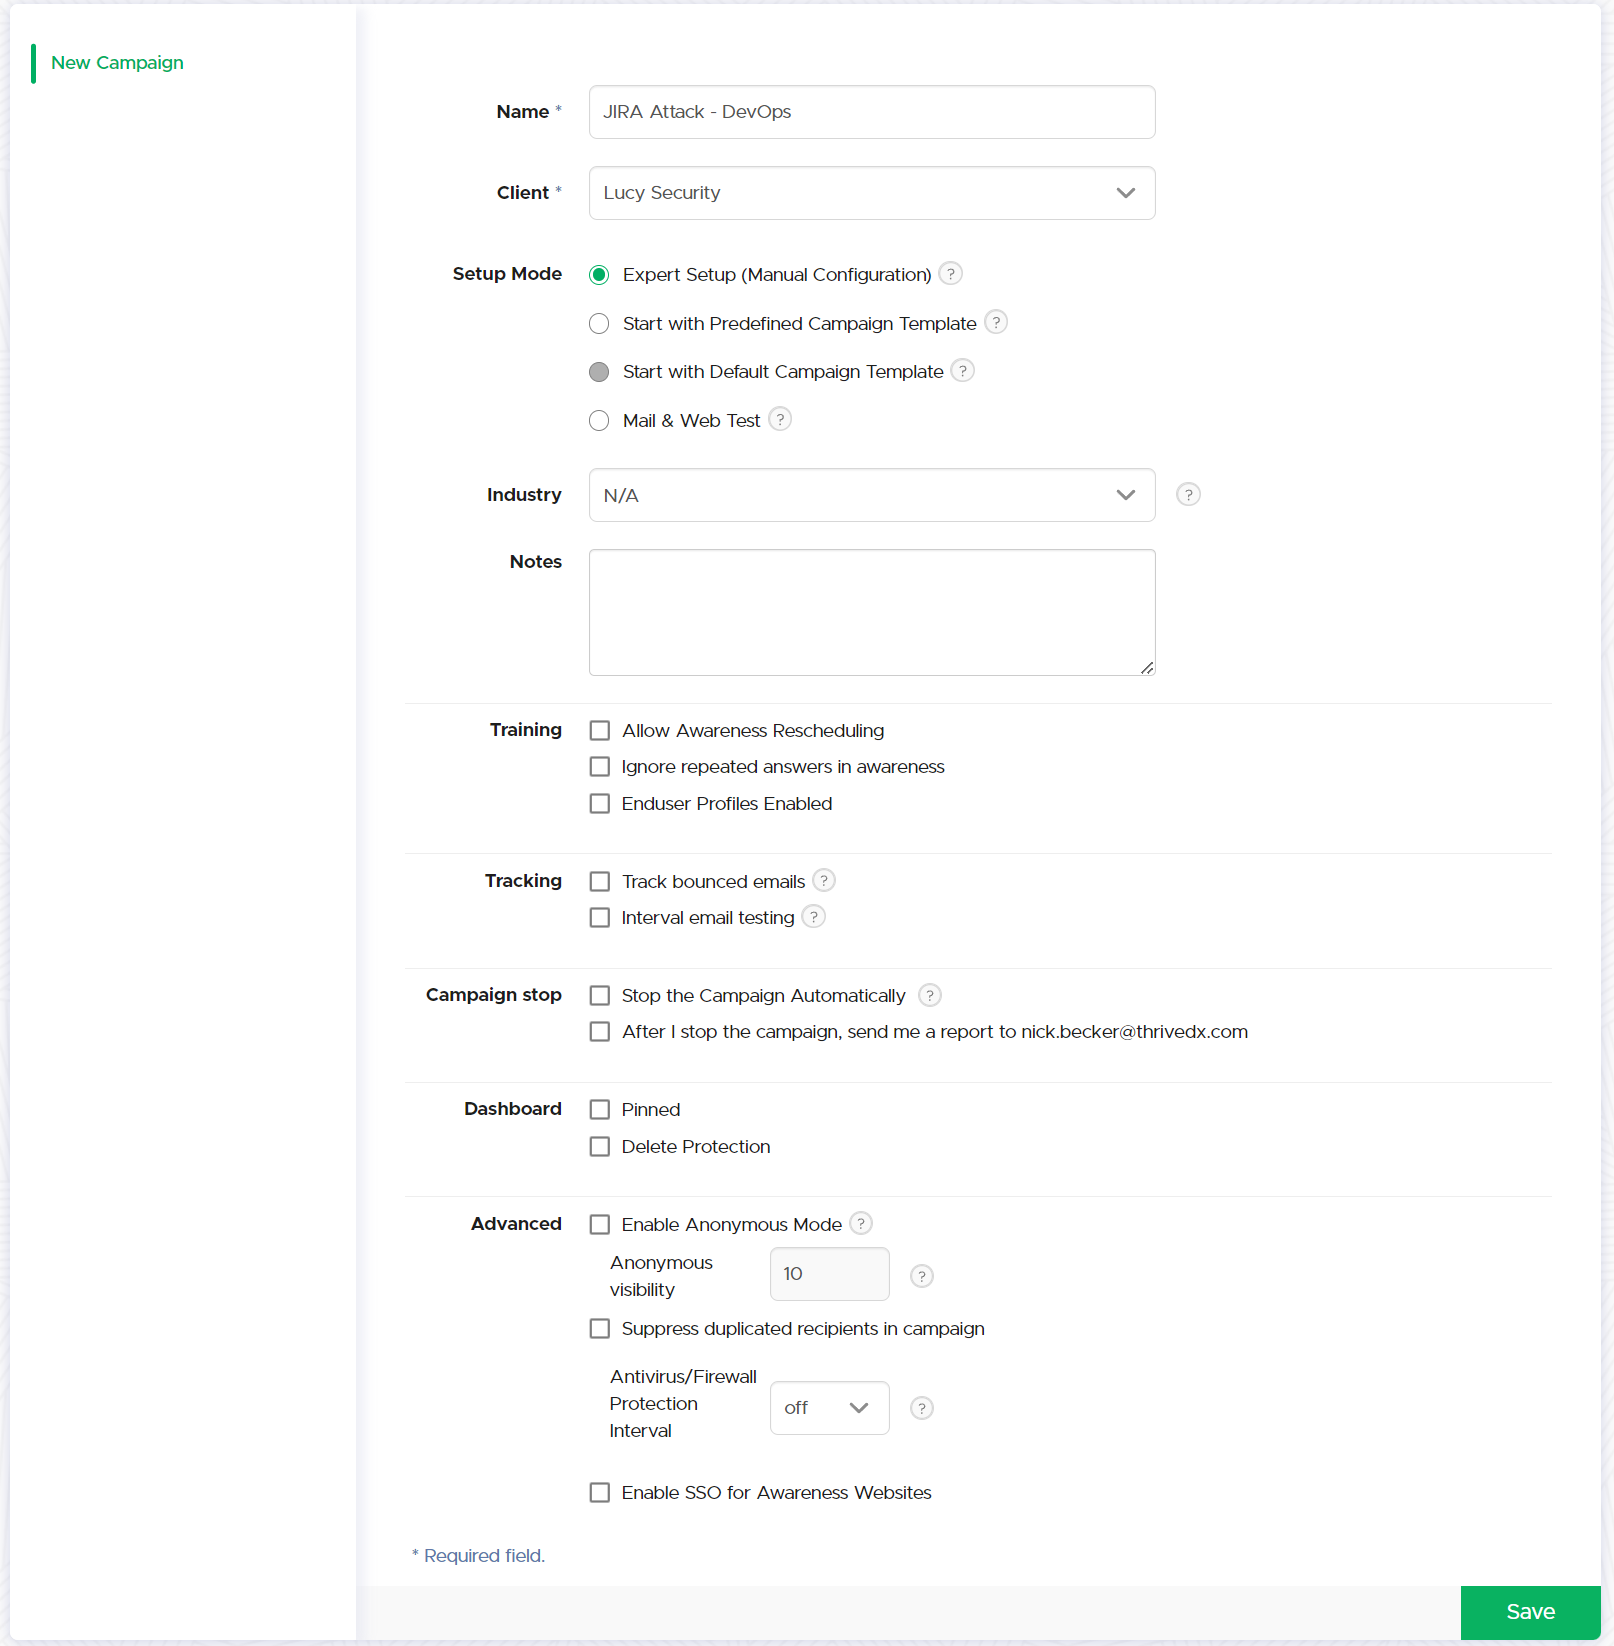 New Campaign
Name *
JIRA Attack - DevOps
Client *
Lucy Security
Setup Mode
Expert Setup (Manual Configuration) ?
Start with Predefined Campaign Template ?
Start with Default Campaign Template ?
Mail & Web Test ?
Industry
N/A
?
Notes
Training
Allow Awareness Rescheduling
Ignore repeated answers in awareness
Enduser Profiles Enabled
Tracking
Track bounced emails ?
Interval email testing ?
Campaign stop
Stop the Campaign Automatically ?
After I stop the campaign, send me a report to nick.becker@thrivedx.com
Dashboard
Pinned
Delete Protection
Advanced
Enable Anonymous Mode ?
Anonymous
visibility
10
?
Suppress duplicated recipients in campaign
Antivirus/Firewall
Protection
Interval
off
?
Enable SSO for Awareness Websites
* Required field.
Save